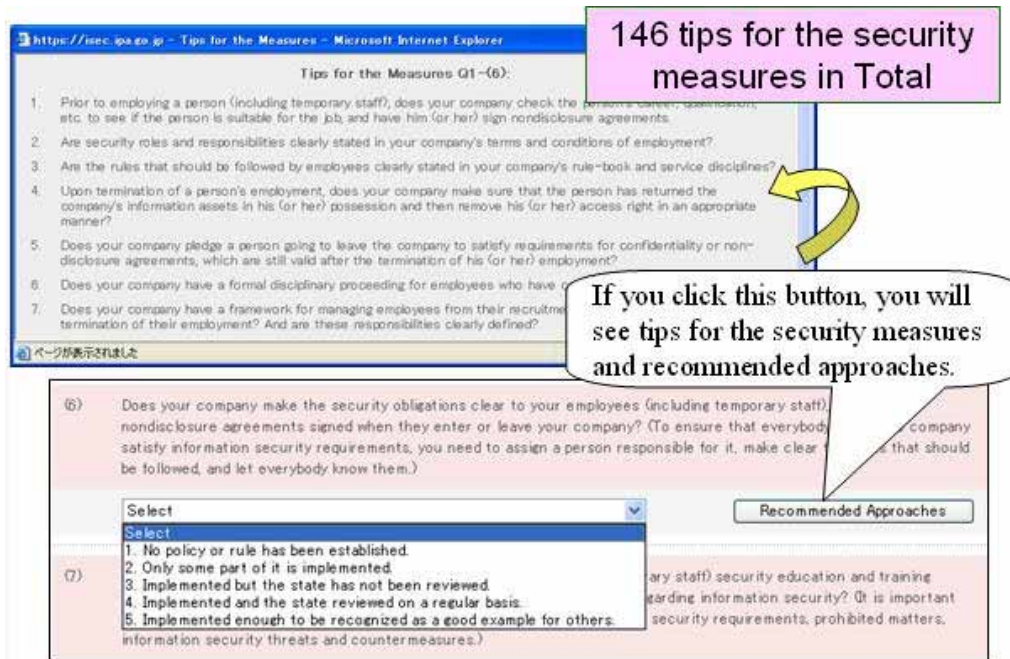 https://isec.ipa.go.jp - Tips for the Measures - Microsoft Internet Explorer
146 tips for the security
measures in Total
Tips for the Measures Q1-(6):
1. Prior to employing a person (including temporary staff), does your company check the person's career, qualification,
etc. to see if the person is suitable for the job, and have him (or her) sign nondisclosure agreements.
2. Are security roles and responsibilities clearly stated in your company's terms and conditions of employment?
3. Are the rules that should be followed by employees clearly stated in your company's rule-book and service disciplines?
4. Upon termination of a person's employment, does your company make sure that the person has returned the
company's information assets in his (or her) possession and then remove his (or her) access right in an appropriate
manner?
5. Does your company pledge a person going to leave the company to satisfy requirements for confidentiality or non-
disclosure agreements, which are still valid after the termination of his (or her) employment?
6. Does your company have a formal disciplinary proceeding for employees who have
7. Does your company have a framework for managing employees from their recruitme
termination of their employment? And are these responsibilities clearly defined?
ページが表示されました
If you click this button, you will
see tips for the security measures
and recommended approaches.
(6) Does your company make the security obligations clear to your employees (including temporary staff),
nondisclosure agreements signed when they enter or leave your company? (To ensure that everybody company
satisfy information security requirements, you need to assign a person responsible for it, make clear that should
be followed, and let everybody know them.)
Select
Recommended Approaches
Select
1. No policy or rule has been established.
2. Only some part of it is implemented.
3. Implemented but the state has not been reviewed.
4. Implemented and the state reviewed on a regular basis.
5. Implemented enough to be recognized as a good example for others.
(7) ary staff) security education and training
garding information security? (It is important
security requirements, prohibited matters,
information security threats and countermeasures.)